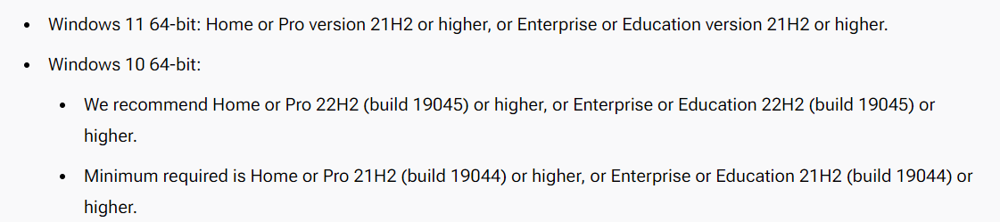 • Windows 11 64-bit: Home or Pro version 21H2 or higher, or Enterprise or Education version 21H2 or higher.
• Windows 10 64-bit:
• We recommend Home or Pro 22H2 (build 19045) or higher, or Enterprise or Education 22H2 (build 19045) or
higher.
• Minimum required is Home or Pro 21H2 (build 19044) or higher, or Enterprise or Education 21H2 (build 19044) or
higher.